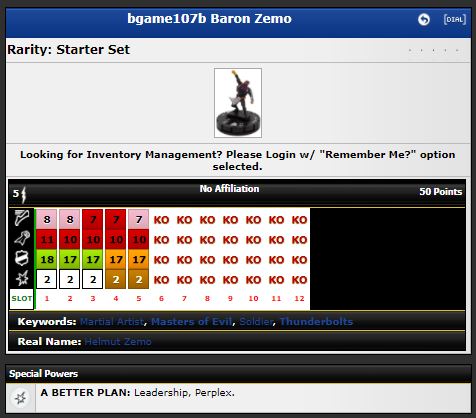 bgame107b Baron Zemo
[DIAL]
Rarity: Starter Set
Looking for Inventory Management? Please Login w/ "Remember Me?" option
selected.
5 No Affiliation 50 Points
8 8 7 7 7 KO KO KO KO KO KO KO
11 10 10 10 10 KO KO KO KO KO KO KO
18 17 17 17 17 KO KO KO KO KO KO KO
2 2 2 2 2 KO KO KO KO KO KO KO
SLOT 1 2 3 4 5 6 7 8 9 10 11 12
Keywords: Martial Artist, Masters of Evil, Soldier, Thunderbolts
Real Name: Helmut Zemo
Special Powers
A BETTER PLAN: Leadership, Perplex.